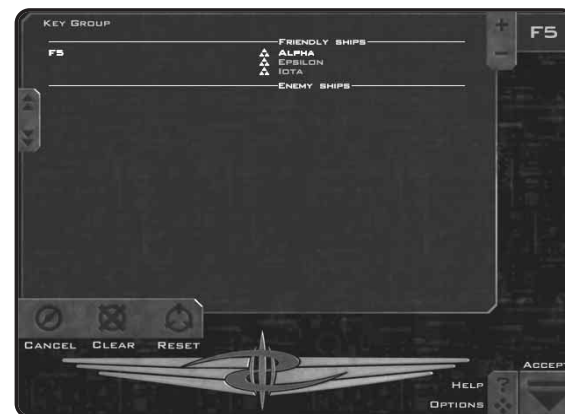 Key Group
F5
Friendly ships
F5 Alpha
Epsilon
Iota
Enemy ships
Cancel Clear Reset
Accept
Help
Options